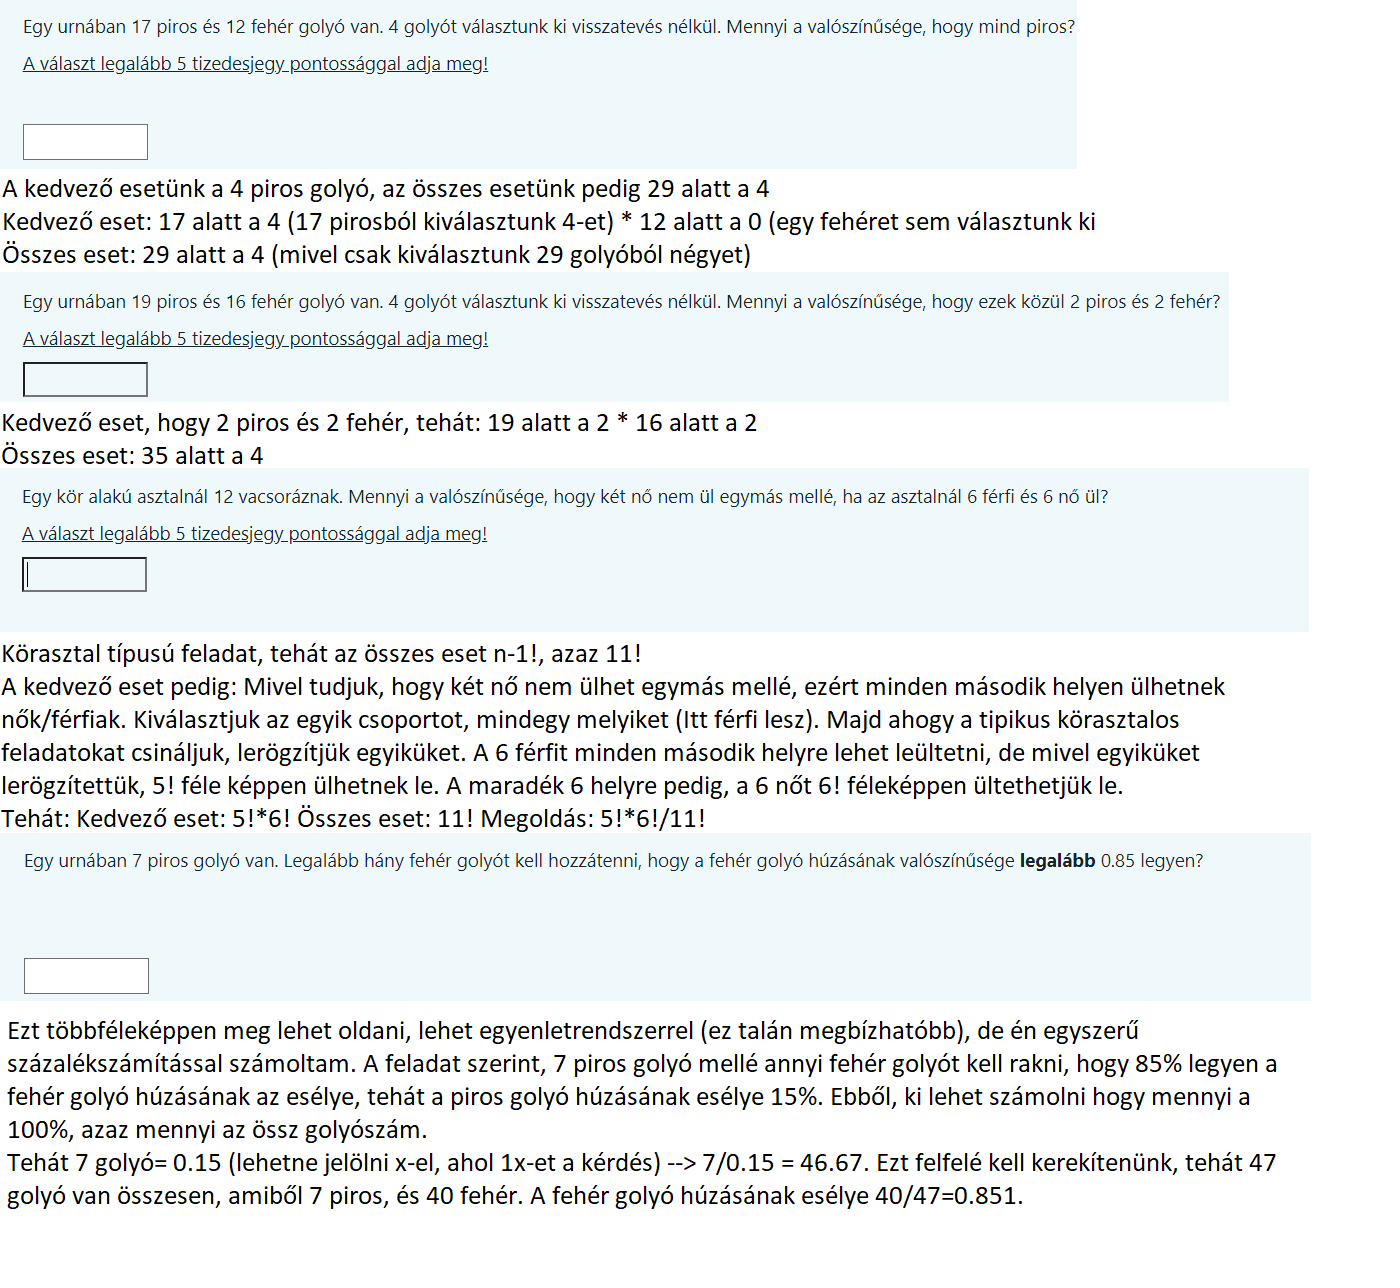 Egy urnában 17 piros és 12 fehér golyó van. 4 golyót választunk ki visszatevés nélkül. Mennyi a valószínűsége, hogy mind piros?
A választ legalább 5 tizedesjegy pontossággal adja meg!
A kedvező esetünk a 4 piros golyó, az összes esetünk pedig 29 alatt a 4
Kedvező eset: 17 alatt a 4 (17 pirosból kiválasztunk 4-et) * 12 alatt a 0 (egy fehéret sem választunk ki
Összes eset: 29 alatt a 4 (mivel csak kiválasztunk 29 golyóból négyet)
Egy urnában 19 piros és 16 fehér golyó van. 4 golyót választunk ki visszatevés nélkül. Mennyi a valószínűsége, hogy ezek közül 2 piros és 2 fehér?
A választ legalább 5 tizedesjegy pontossággal adja meg!
Kedvező eset, hogy 2 piros és 2 fehér, tehát: 19 alatt a 2 * 16 alatt a 2
Összes eset: 35 alatt a 4
Egy kör alakú asztalnál 12 vacsoráznak. Mennyi a valószínűsége, hogy két nő nem ül egymás mellé, ha az asztalnál 6 férfi és 6 nő ül?
A választ legalább 5 tizedesjegy pontossággal adja meg!
Körasztal típusú feladat, tehát az összes eset n-1!, azaz 11!
A kedvező eset pedig: Mivel tudjuk, hogy két nő nem ülhet egymás mellé, ezért minden második helyen ülhetnek
nők/férfiak. Kiválasztjuk az egyik csoportot, mindegy melyiket (Itt férfi lesz). Majd ahogy a tipikus körasztalos
feladatokat csináljuk, lerögzítjük egyiküket. A 6 férfit minden második helyre lehet leültetni, de mivel egyiküket
lerögzítettük, 5! féle képpen ülhetnek le. A maradék 6 helyre pedig, a 6 nőt 6! féleképpen ültethetjük le.
Tehát: Kedvező eset: 5!*6! Összes eset: 11! Megoldás: 5!*6!/11!
Egy urnában 7 piros golyó van. Legalább hány fehér golyót kell hozzátenni, hogy a fehér golyó húzásának valószínűsége legalább 0.85 legyen?
Ezt többféleképpen meg lehet oldani, lehet egyenletrendszerrel (ez talán megbízhatóbb), de én egyszerű
százalékszámítással számoltam. A feladat szerint, 7 piros golyó mellé annyi fehér golyót kell rakni, hogy 85% legyen a
fehér golyó húzásának az esélye, tehát a piros golyó húzásának esélye 15%. Ebből, ki lehet számolni hogy mennyi a
100%, azaz mennyi az össz golyószám.
Tehát 7 golyó= 0.15 (lehetne jelölni x-el, ahol 1x-et a kérdés) --> 7/0.15 = 46.67. Ezt felfelé kell kerekítenünk, tehát 47
golyó van összesen, amiből 7 piros, és 40 fehér. A fehér golyó húzásának esélye 40/47=0.851.